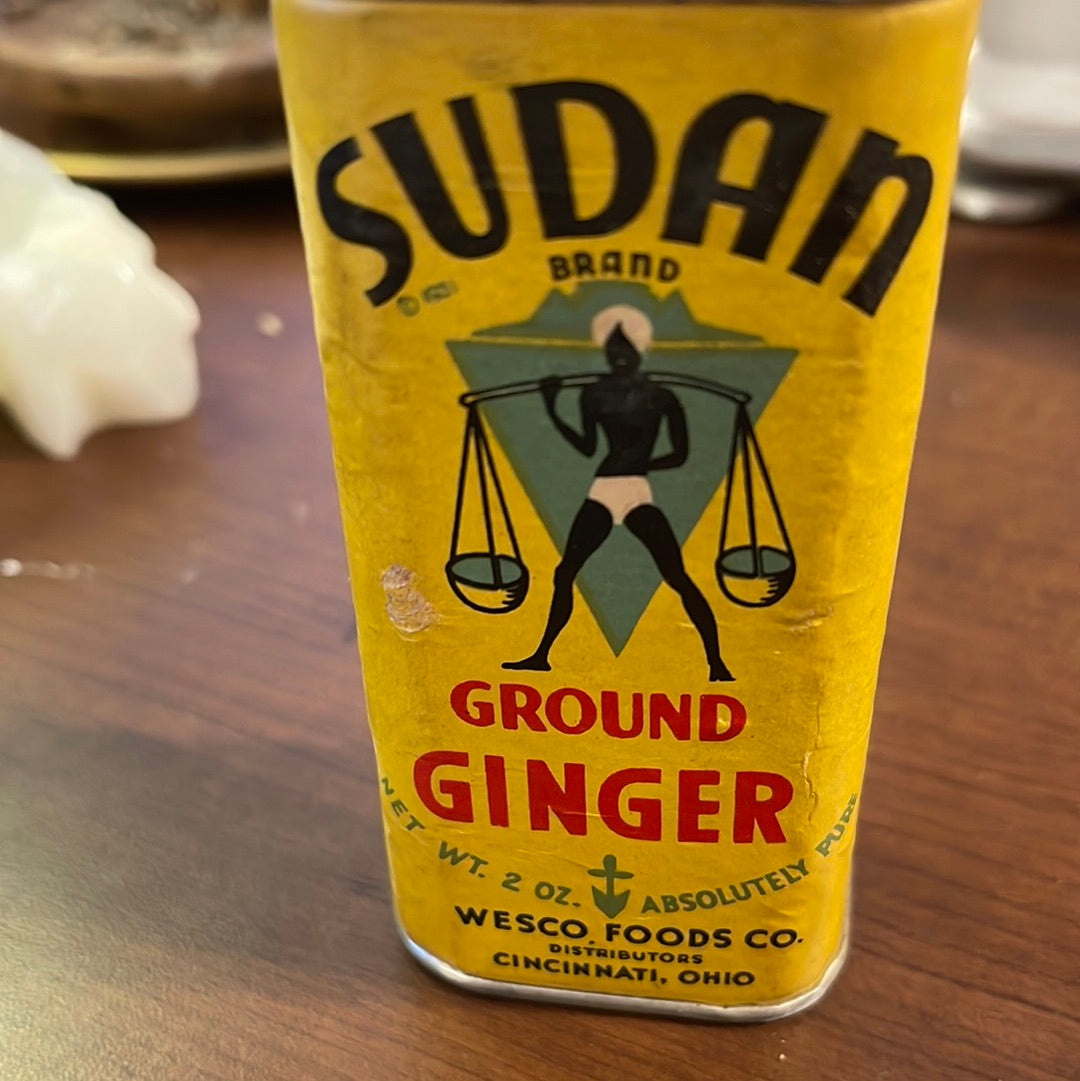 SUDAN
BRAND
©
GROUND
GINGER
NET WT. 2 OZ. ABSOLUTELY PURE
WESCO FOODS CO.
DISTRIBUTORS
CINCINNATI, OHIO